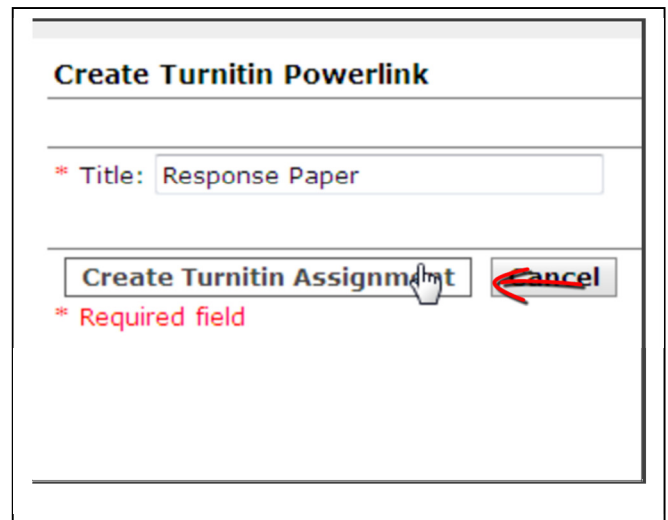 Create Turnitin Powerlink
* Title: Response Paper
Create Turnitin Assignment Cancel
* Required field